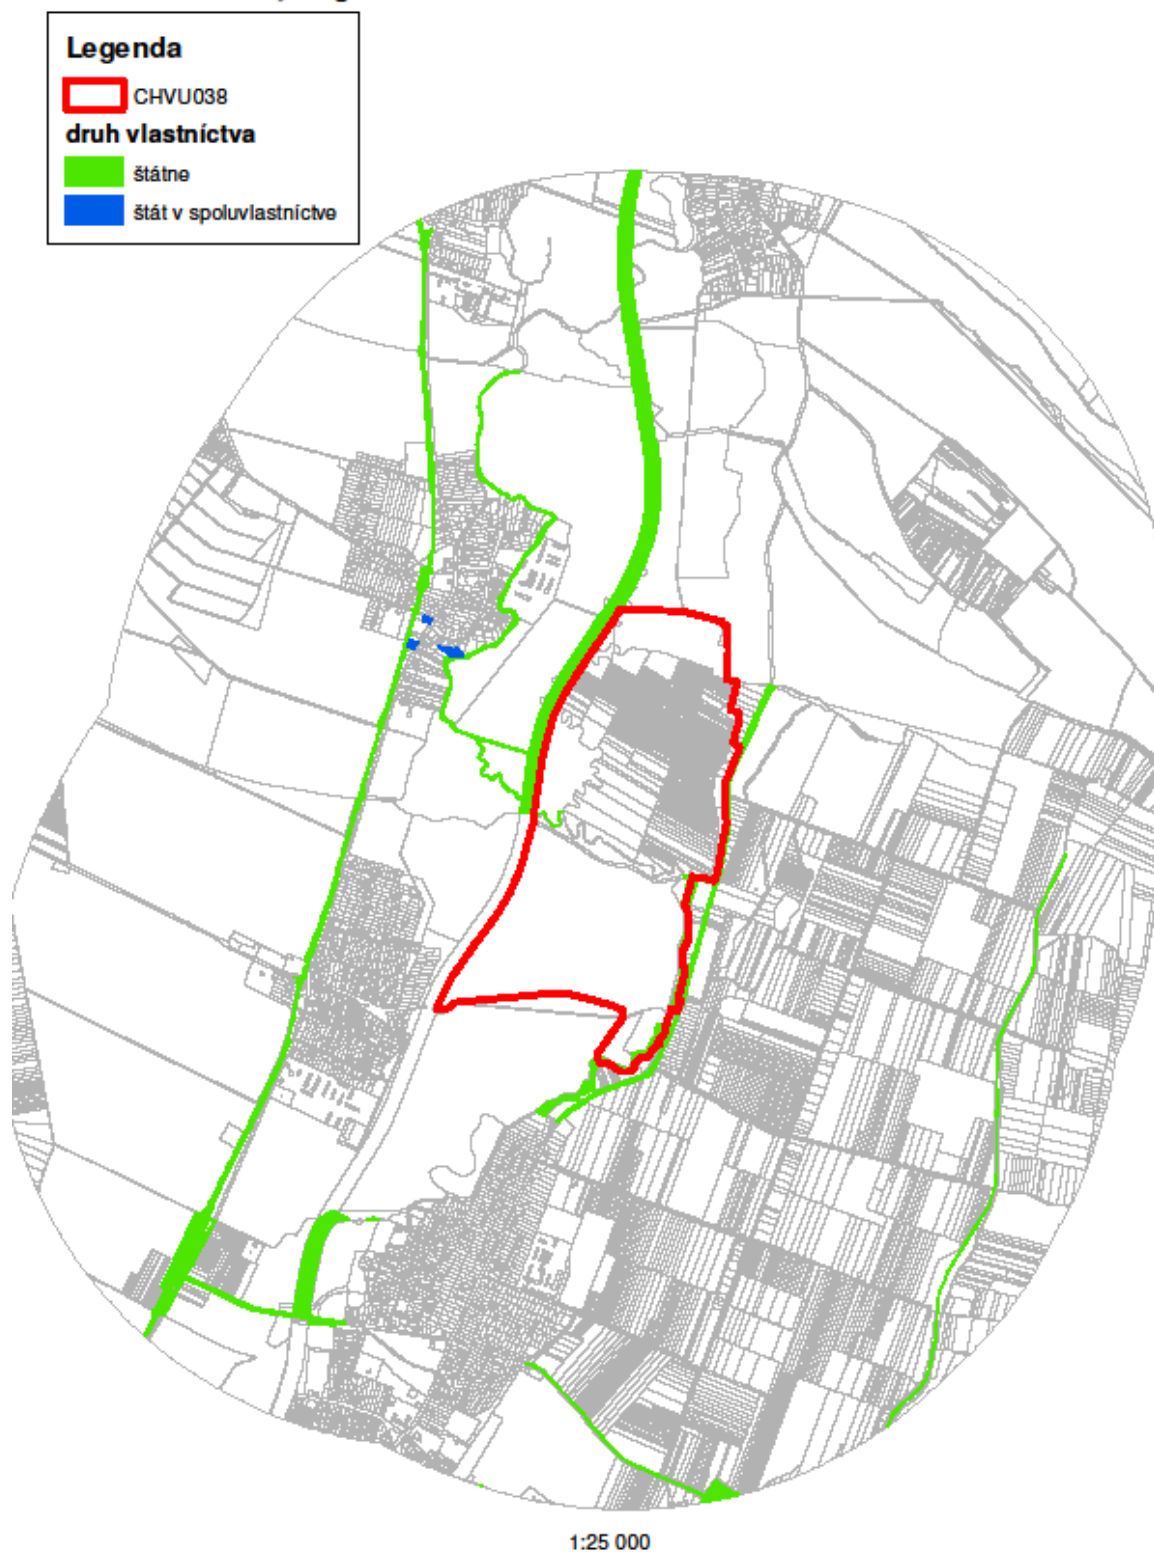 Legenda
CHVU038
druh vlastníctva
štátne
štát v spoluvlastníctve
1:25 000